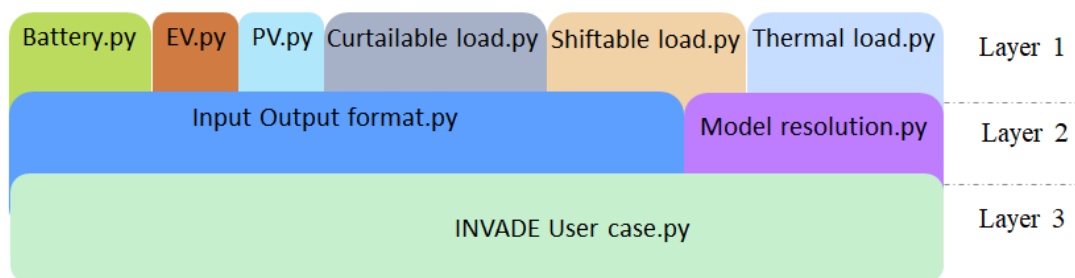 Battery.py EV.py PV.py Curtailable load.py Shiftable load.py Thermal load.py Layer 1
Input Output format.py Model resolution.py Layer 2
INVADE User case.py Layer 3